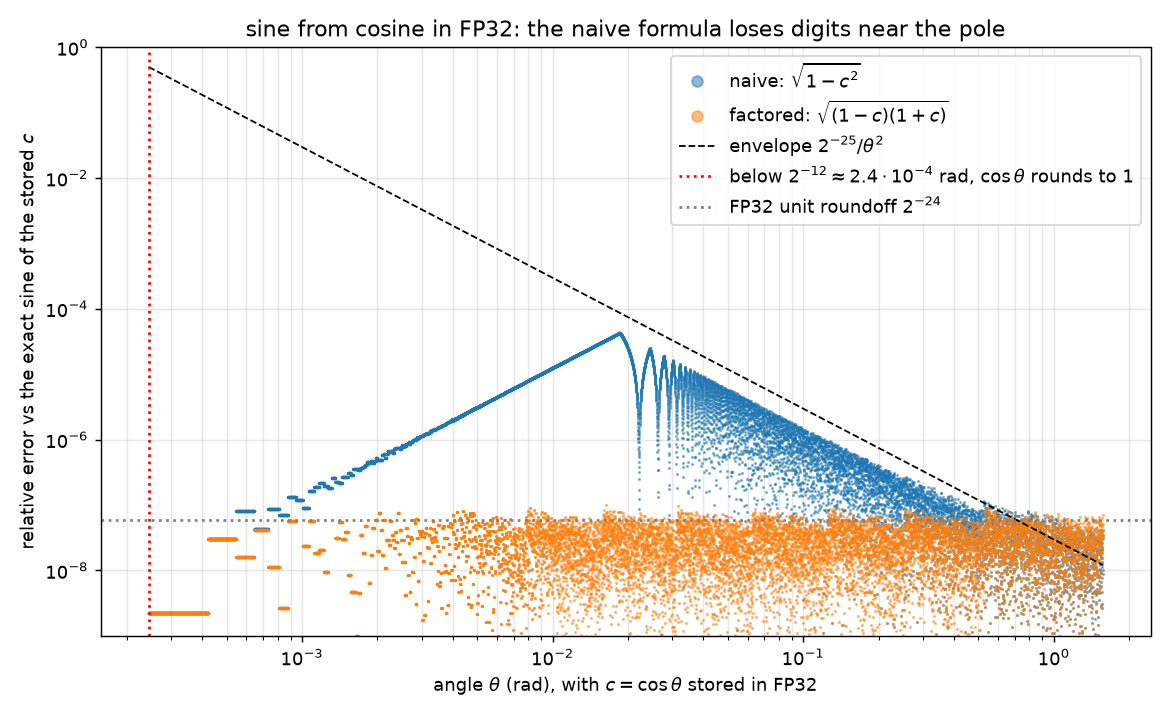 sine from cosine in FP32: the naive formula loses digits near the pole
10⁰
10⁻²
10⁻⁴
10⁻⁶
10⁻⁸
relative error vs the exact sine of the stored c
naive: √(1 − c²)
factored: √((1 − c)(1 + c))
envelope 2⁻²⁵/θ²
below 2⁻¹² ≈ 2.4 · 10⁻⁴ rad, cos θ rounds to 1
FP32 unit roundoff 2⁻²⁴
10⁻³ 10⁻² 10⁻¹ 10⁰
angle θ (rad), with c = cos θ stored in FP32